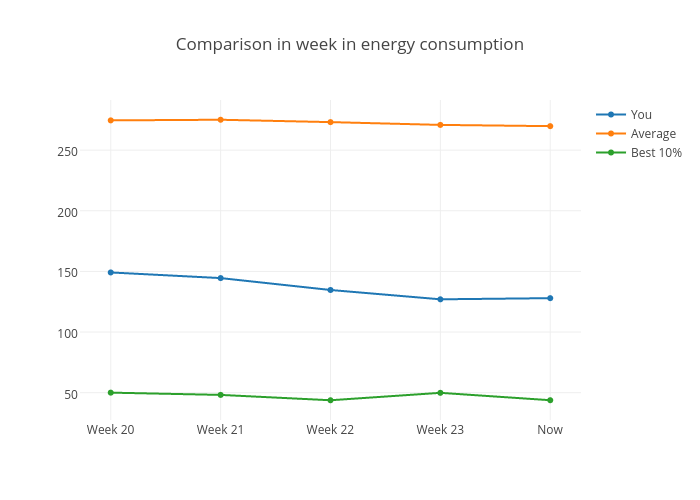 Comparison in week in energy consumption
You
Average
Best 10%
250
200
150
100
50
Week 20
Week 21
Week 22
Week 23
Now